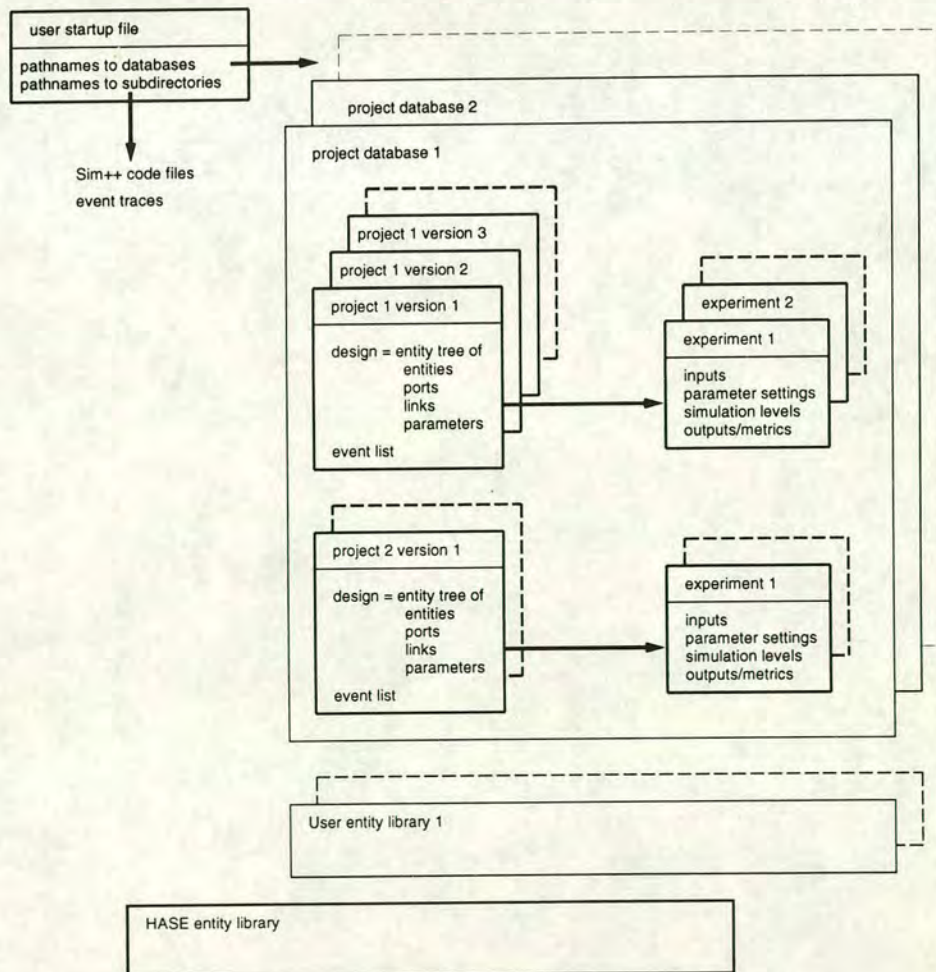 user startup file
pathnames to databases
pathnames to subdirectories
Sim++ code files
event traces
project database 2
project database 1
project 1 version 3
project 1 version 2
project 1 version 1
design = entity tree of
entities
ports
links
parameters
event list
experiment 2
experiment 1
inputs
parameter settings
simulation levels
outputs/metrics
project 2 version 1
design = entity tree of
entities
ports
links
parameters
event list
experiment 1
inputs
parameter settings
simulation levels
outputs/metrics
User entity library 1
HASE entity library